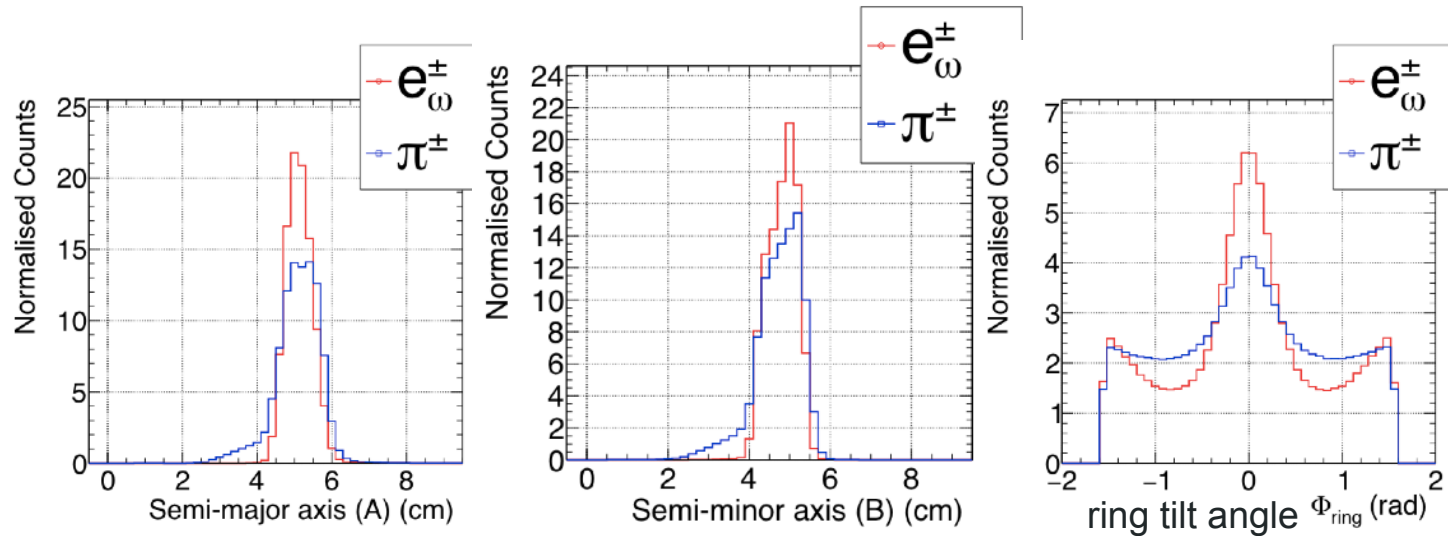 e±ω
π±
Normalised Counts
25
20
15
10
5
0
0 2 4 6 8
Semi-major axis (A) (cm)
e±ω
π±
Normalised Counts
24
22
20
18
16
14
12
10
8
6
4
2
0
0 2 4 6 8
Semi-minor axis (B) (cm)
e±ω
π±
Normalised Counts
7
6
5
4
3
2
1
0
−2 −1 0 1 2
ring tilt angle Φring (rad)